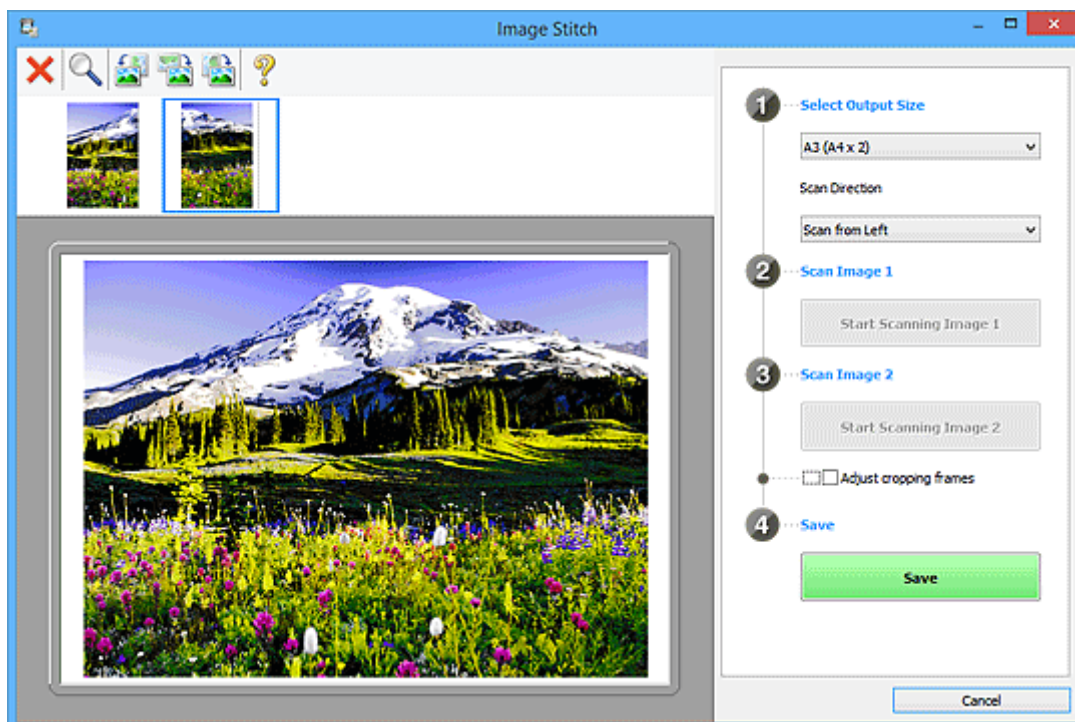 Image Stitch
1 Select Output Size
A3 (A4 x 2)
Scan Direction
Scan from Left
2 Scan Image 1
Start Scanning Image 1
3 Scan Image 2
Start Scanning Image 2
Adjust cropping frames
4 Save
Save
Cancel